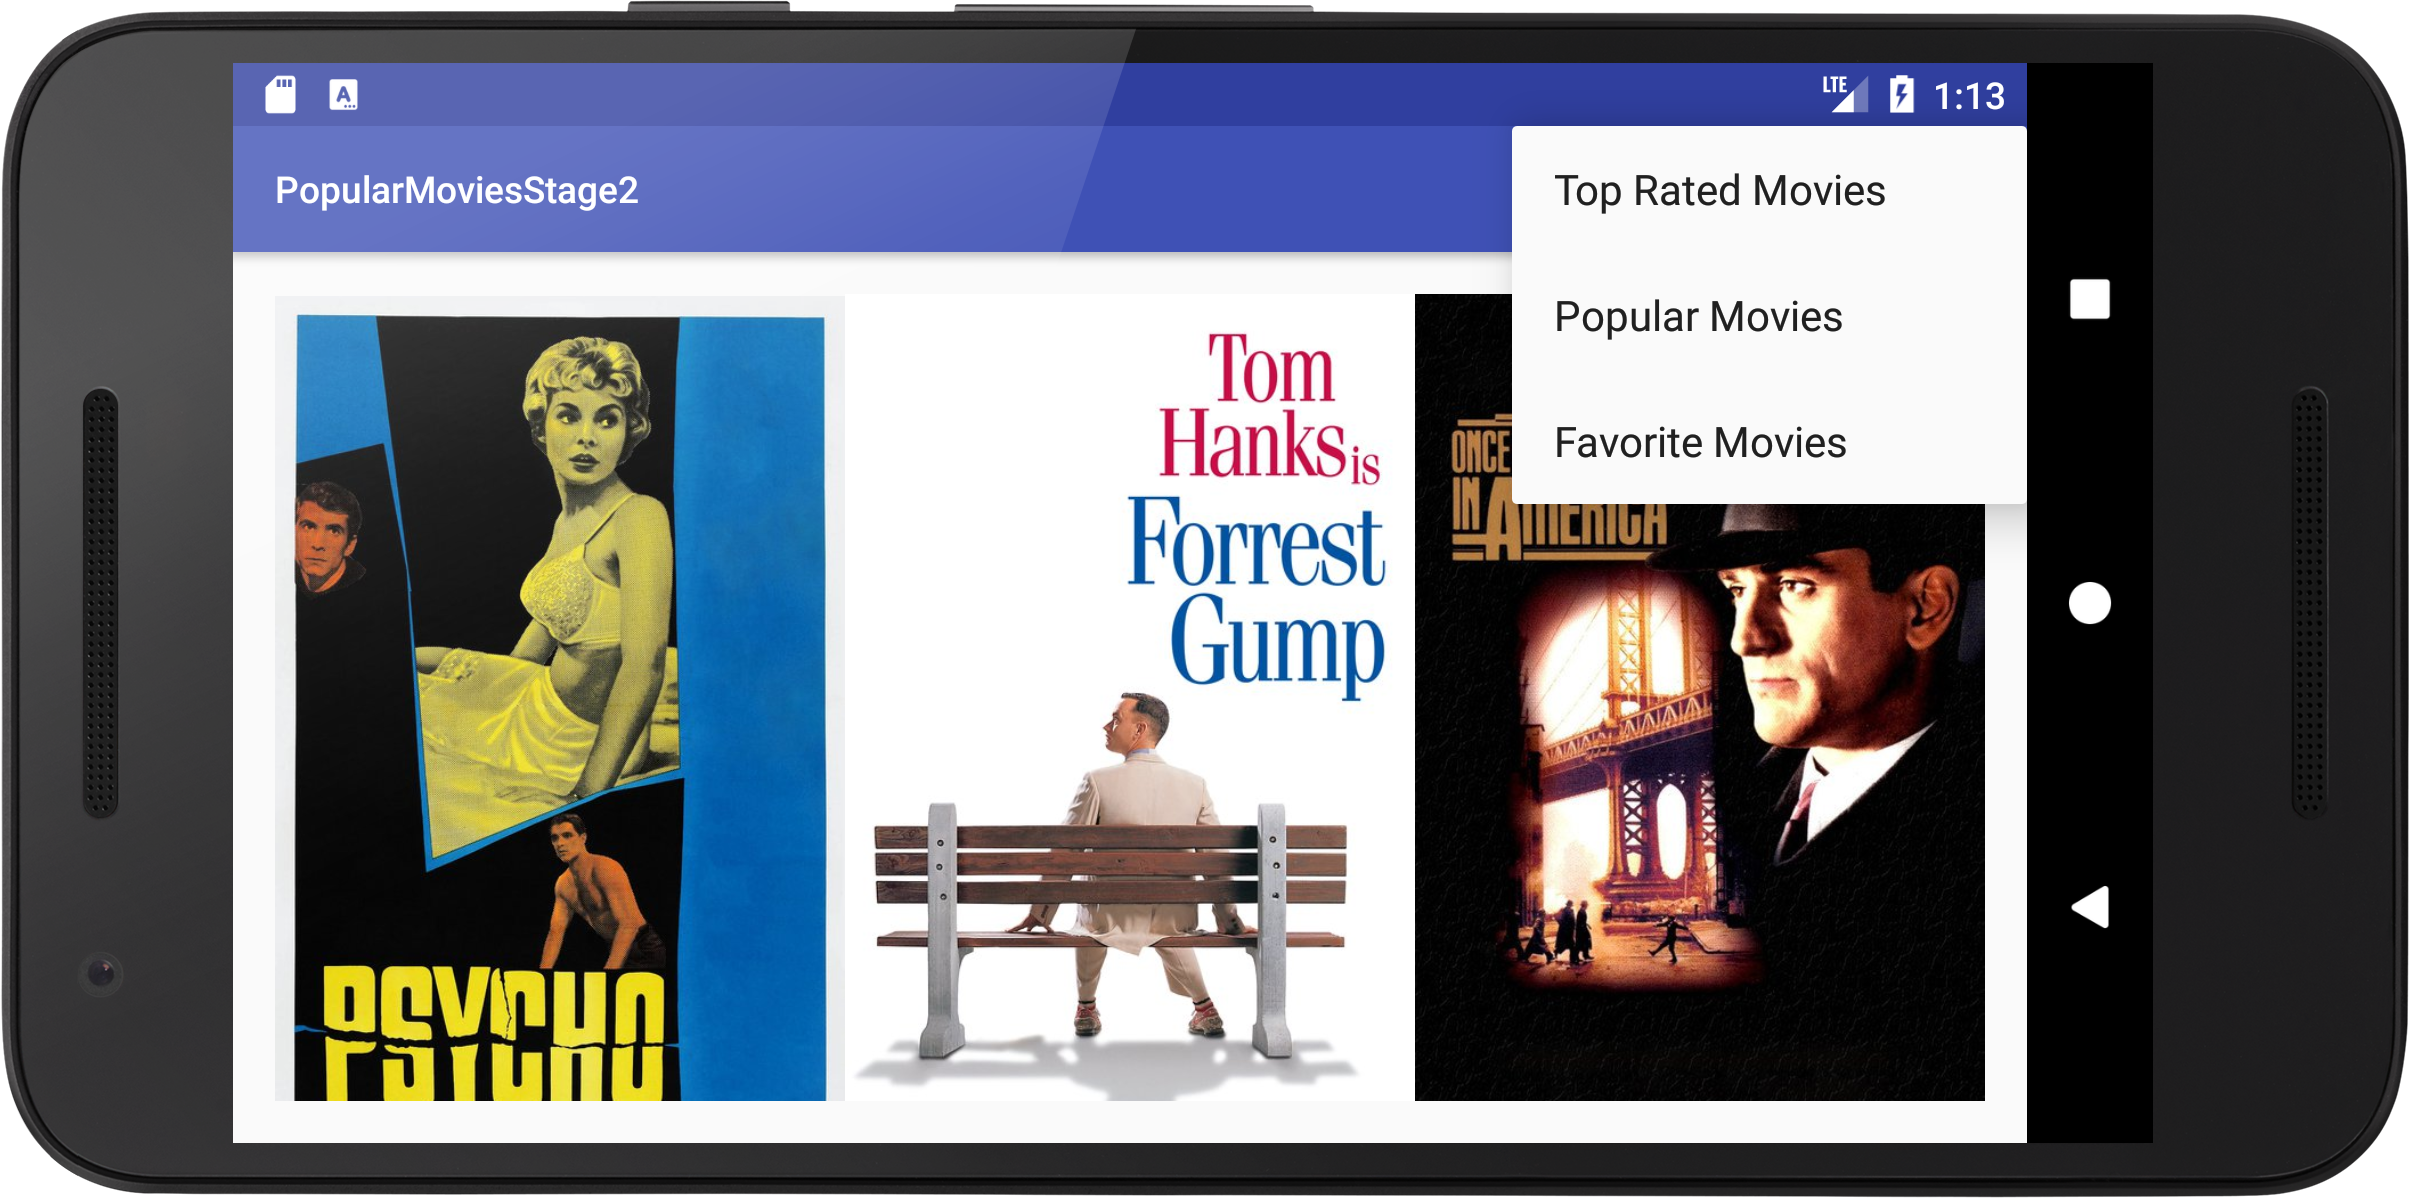 LTE 1:13
PopularMoviesStage2
Top Rated Movies
Popular Movies
Favorite Movies
PSYCHO
Tom
Hanks is
Forrest
Gump
ONCE
IN AMERICA